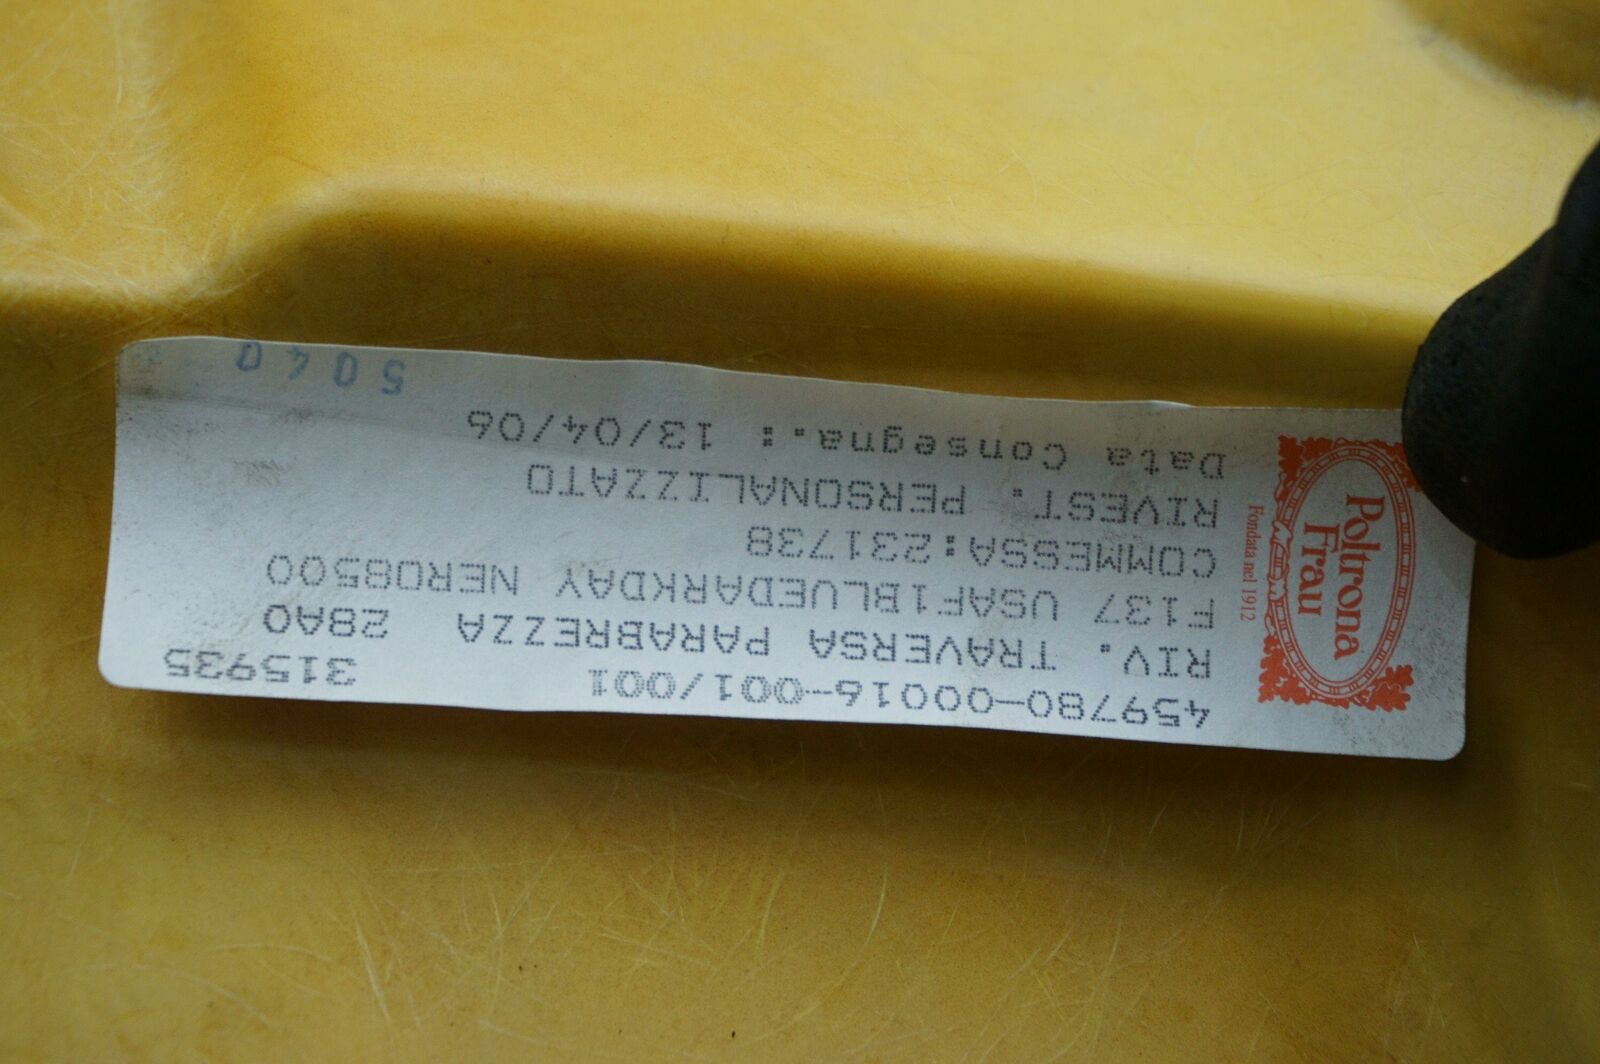 Poltrona
Frau
Fondata nel 1912
459780-00016-001/001 315935
RIV. TRAVERSA PARABREZZA 28A0
F137 USAF1BLUEDARKDAY NERO8500
COMMESSA:231738
RIVEST. PERSONALIZZATO
Data Consegna.: 13/04/06
5040